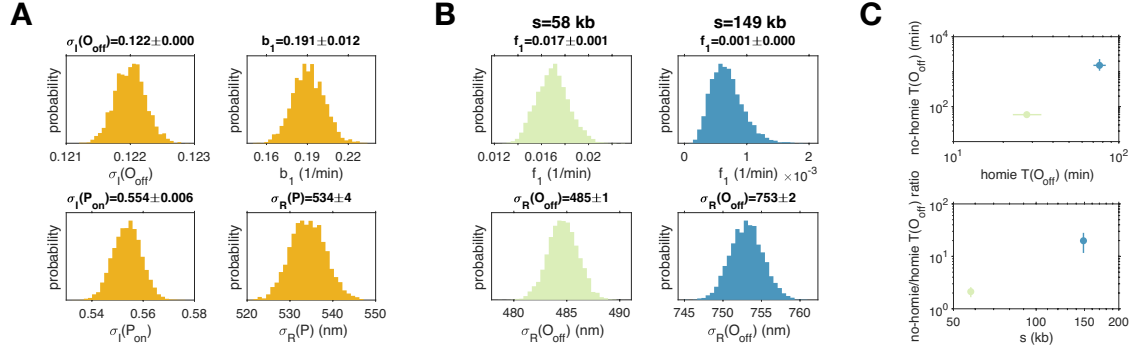 A
σI(Ooff)=0.122±0.000
probability
0.121 0.122 0.123
σI(Ooff)
b1=0.191±0.012
probability
0.16 0.19 0.22
b1 (1/min)
σI(Pon)=0.554±0.006
probability
0.54 0.56 0.58
σI(Pon)
σR(P)=534±4
probability
520 530 540 550
σR(P) (nm)
B
s=58 kb
f1=0.017±0.001
probability
0.012 0.016 0.02
f1 (1/min)
s=149 kb
f1=0.001±0.000
probability
0 1 2
f1 (1/min) ×10-3
σR(Ooff)=485±1
probability
480 485 490
σR(Ooff) (nm)
σR(Ooff)=753±2
probability
745 750 755 760
σR(Ooff) (nm)
C
no-homie T(Ooff) (min)
104
102
101 102
homie T(Ooff) (min)
no-homie/homie T(Ooff) ratio
102
101
100
50 100 150 200
s (kb)